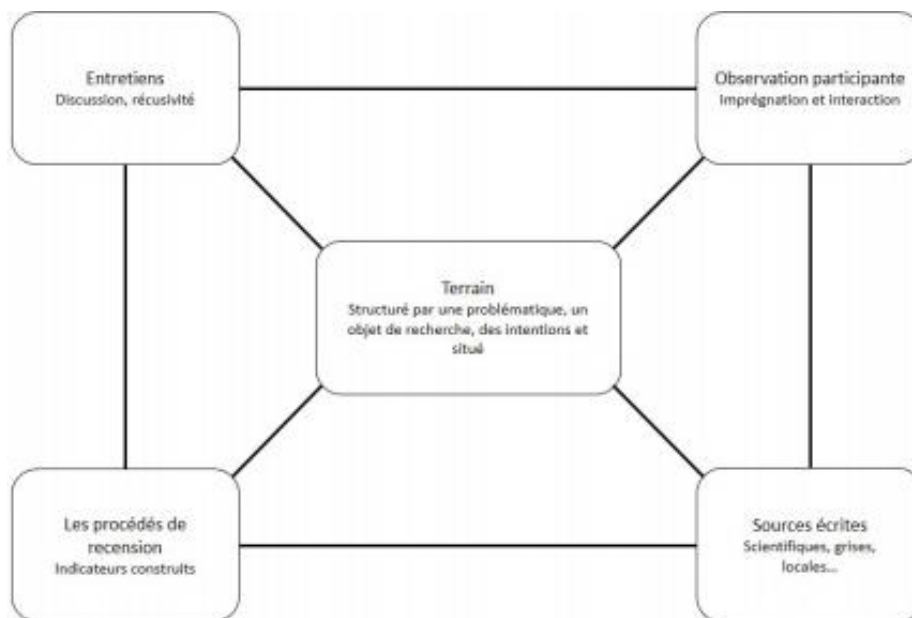 Entretiens
Discussion, récusivité
Observation participante
Imprégnation et interaction
Terrain
Structuré par une problématique, un
objet de recherche, des intentions et
situé
Les procédés de
recension
Indicateurs construits
Sources écrites
Scientifiques, grises,
locales...